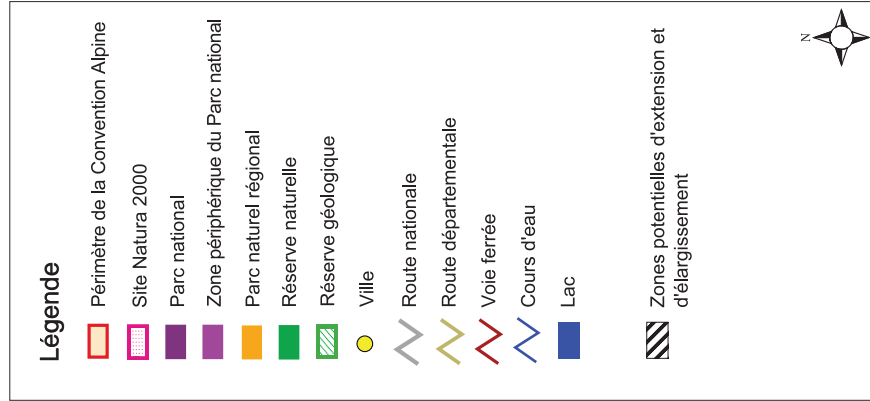 Légende
Périmètre de la Convention Alpine
Site Natura 2000
Parc national
Zone périphérique du Parc national
Parc naturel régional
Réserve naturelle
Réserve géologique
Ville
Route nationale
Route départementale
Voie ferrée
Cours d'eau
Lac
Zones potentielles d'extension et
d'élargissement
N